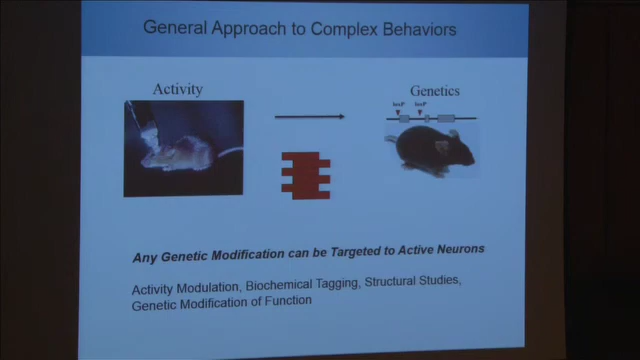 General Approach to Complex Behaviors
Activity
Genetics
loxP loxP
Any Genetic Modification can be Targeted to Active Neurons
Activity Modulation, Biochemical Tagging, Structural Studies,
Genetic Modification of Function